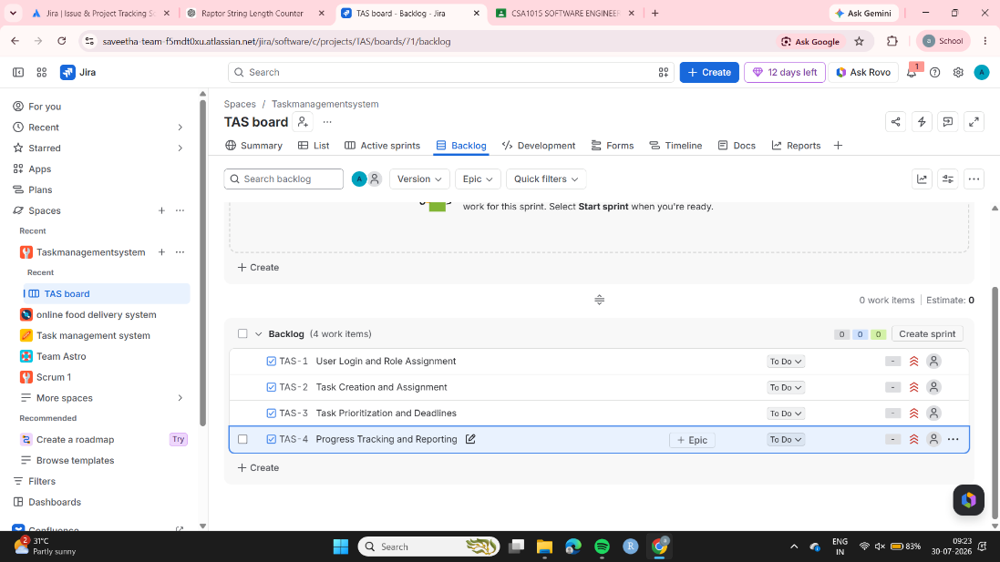 Jira | Issue & Project Tracking S
Raptor String Length Counter
TAS board - Backlog - Jira
CSA1015 SOFTWARE ENGINEER
Ask Gemini
saveetha-team-f5mdt0xu.atlassian.net/jira/software/c/projects/TAS/boards/71/backlog
Ask Google
a School
Jira
Search
+ Create
12 days left
Ask Rovo
1
A
For you
Recent
Starred
Apps
Plans
Spaces
Recent
Taskmanagementsystem
Recent
TAS board
online food delivery system
Task management system
Team Astro
Scrum 1
More spaces
Recommended
Create a roadmap Try
Browse templates
Filters
Dashboards
Confluence
Spaces / Taskmanagementsystem
TAS board
Summary List Active sprints Backlog Development Forms Timeline Docs Reports
Search backlog A Version Epic Quick filters
work for this sprint. Select Start sprint when you're ready.
+ Create
0 work items Estimate: 0
Backlog (4 work items) 0 0 0 Create sprint
TAS-1 User Login and Role Assignment To Do -
TAS-2 Task Creation and Assignment To Do -
TAS-3 Task Prioritization and Deadlines To Do -
TAS-4 Progress Tracking and Reporting + Epic To Do -
+ Create
2
31°C
Partly sunny
Search
R
a
ENG
IN
83%
09:23
30-07-2026